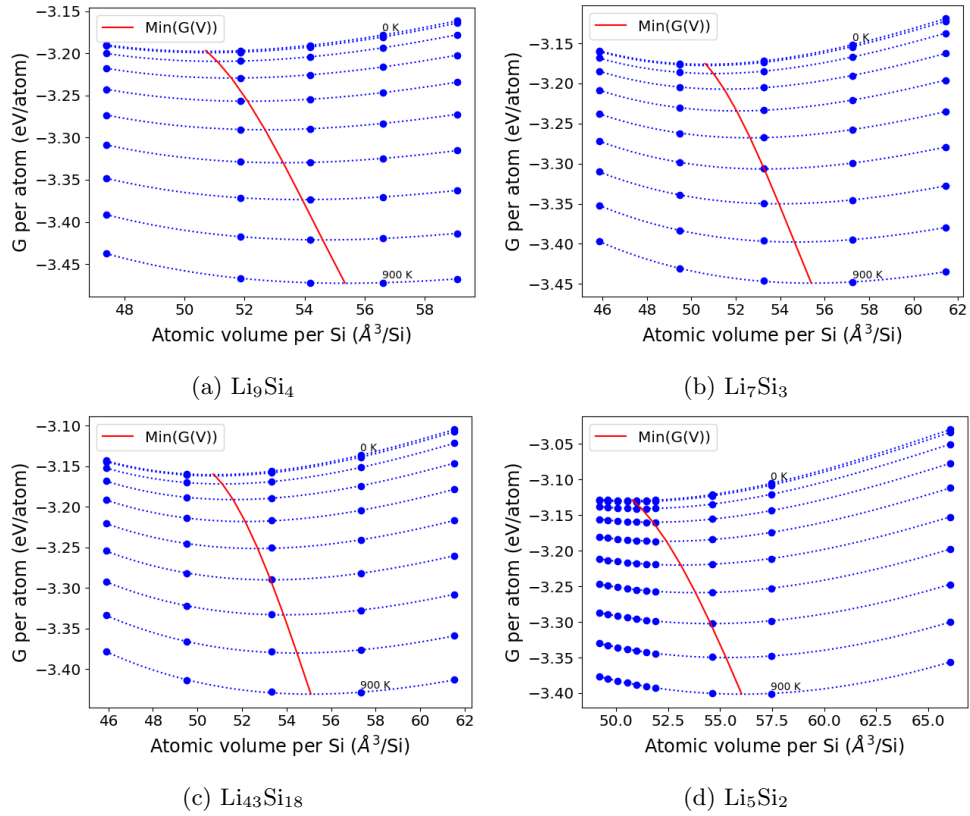 Min(G(V))
0 K
−3.20
−3.25
−3.30
−3.35
−3.40
−3.45
G per atom (eV/atom)
900 K
48 50 52 54 56 58
Atomic volume per Si (Å³/Si)
(a) Li₉Si₄
Min(G(V))
0 K
−3.15
−3.20
−3.25
−3.30
−3.35
−3.40
−3.45
G per atom (eV/atom)
900 K
46 48 50 52 54 56 58 60 62
Atomic volume per Si (Å³/Si)
(b) Li₇Si₃
Min(G(V))
0 K
−3.10
−3.15
−3.20
−3.25
−3.30
−3.35
−3.40
G per atom (eV/atom)
900 K
46 48 50 52 54 56 58 60 62
Atomic volume per Si (Å³/Si)
(c) Li₄₃Si₁₈
Min(G(V))
0 K
−3.05
−3.10
−3.15
−3.20
−3.25
−3.30
−3.35
−3.40
G per atom (eV/atom)
900 K
50.0 52.5 55.0 57.5 60.0 62.5 65.0
Atomic volume per Si (Å³/Si)
(d) Li₅Si₂